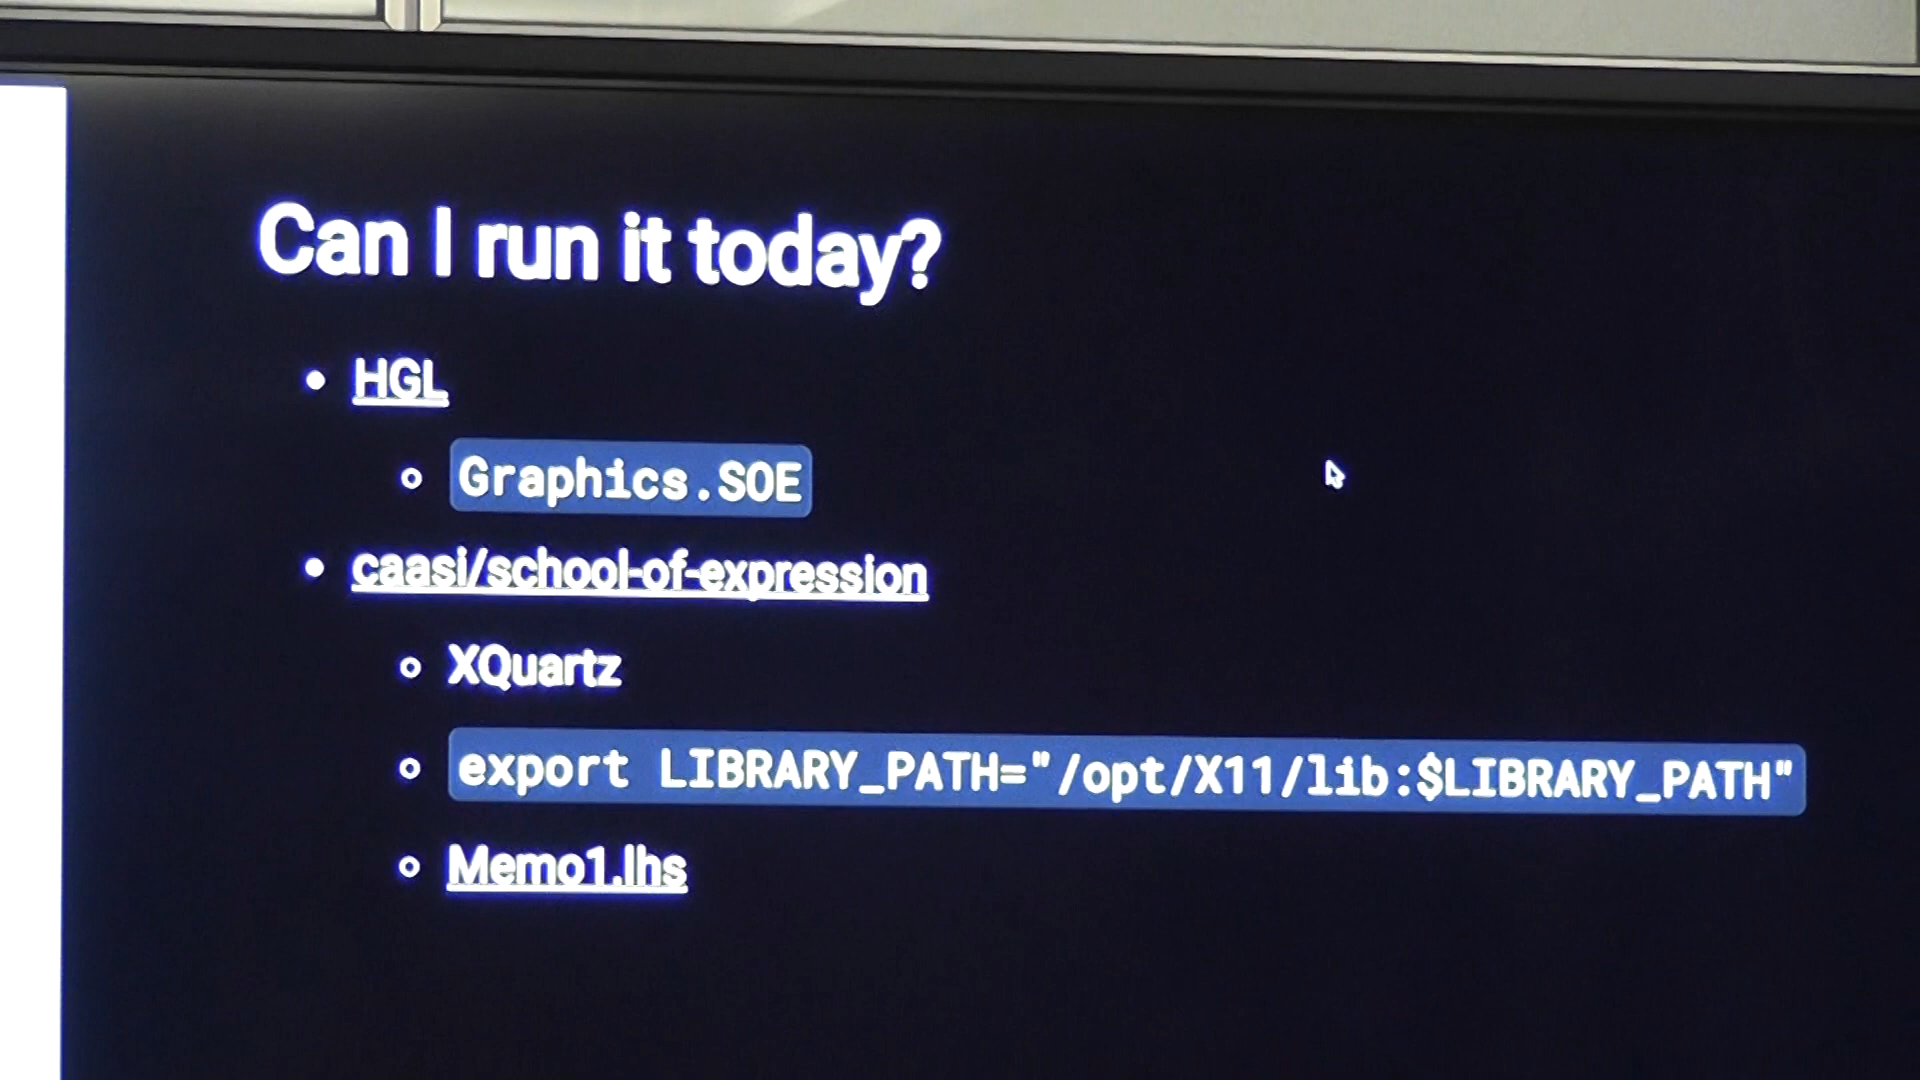 Can I run it today?
HGL
Graphics.SOE
caasi/school-of-expression
XQuartz
export LIBRARY_PATH="/opt/X11/lib:$LIBRARY_PATH"
Memo1.lhs